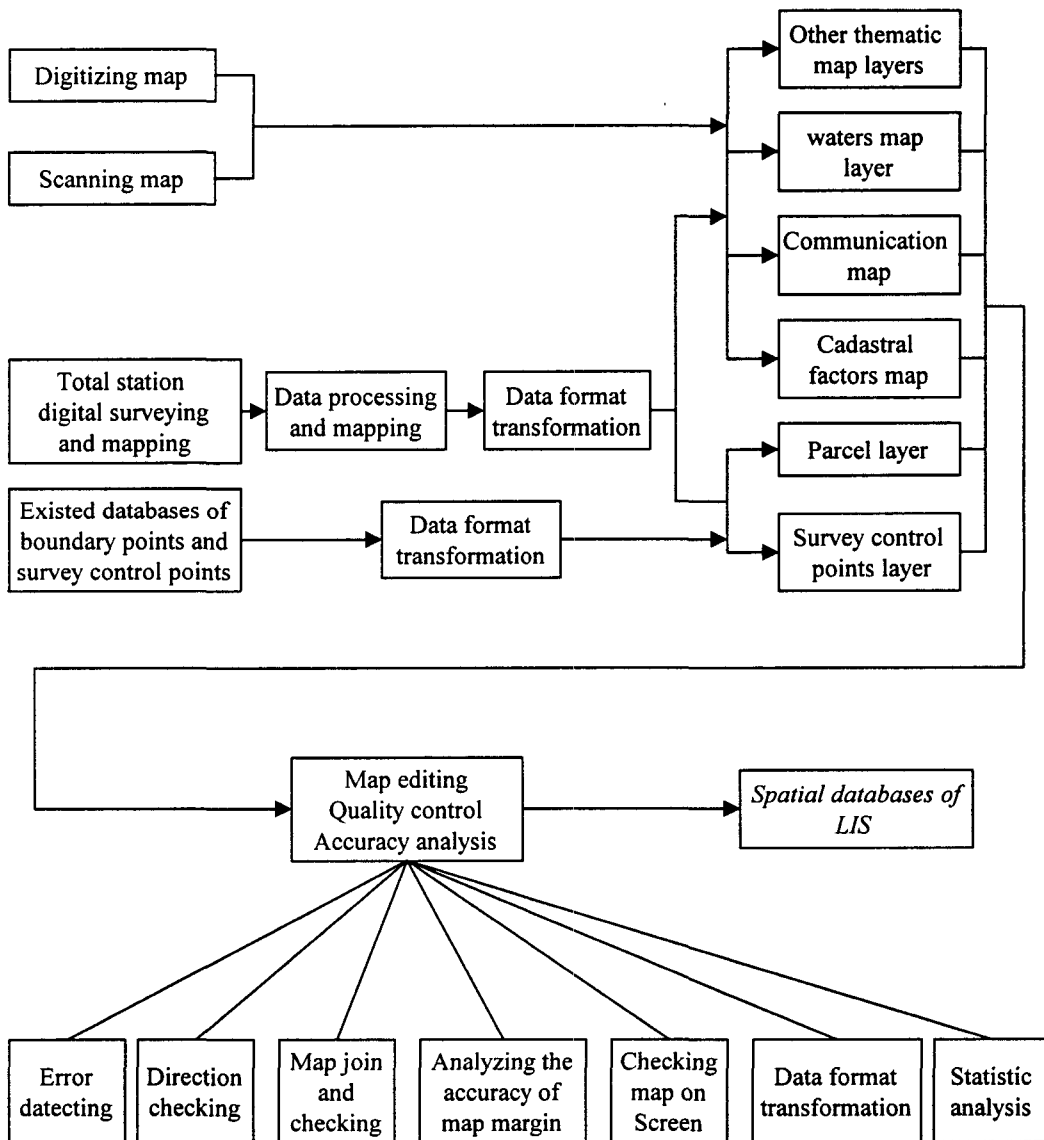 Other thematic
map layers
Digitizing map
waters map
layer
Scanning map
Communication
map
Cadastral
factors map
Total station
digital surveying
and mapping
Data processing
and mapping
Data format
transformation
Parcel layer
Existed databases of
boundary points and
survey control points
Data format
transformation
Survey control
points layer
Map editing
Quality control
Accuracy analysis
Spatial databases of
LIS
Error
datecting
Direction
checking
Map join
and
checking
Analyzing the
accuracy of
map margin
Checking
map on
Screen
Data format
transformation
Statistic
analysis